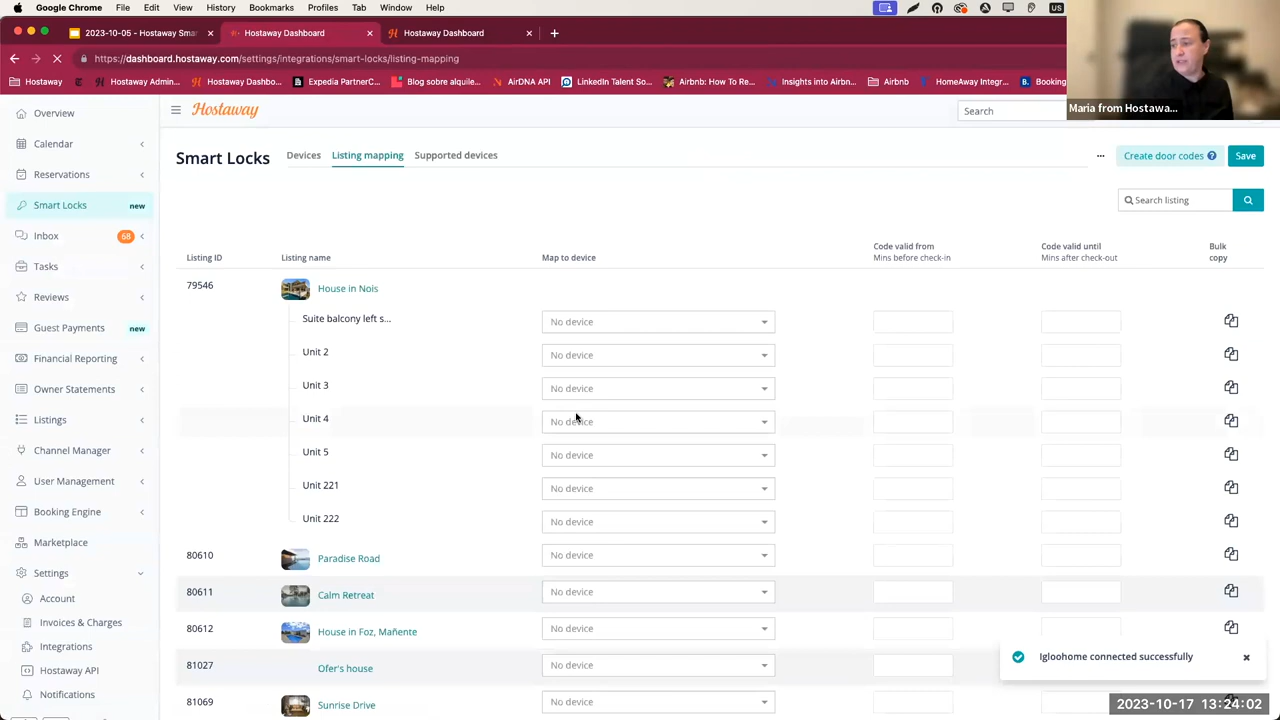 Google Chrome File Edit View History Bookmarks Profiles Tab Window Help
2023-10-05 - Hostaway Sma
Hostaway Dashboard
Hostaway Dashboard
https://dashboard.hostaway.com/settings/integrations/smart-locks/listing-mapping
Hostaway
Hostaway Admin...
Hostaway Dashbo...
Expedia PartnerC...
Blog sobre alquile...
AirDNA API
LinkedIn Talent So...
Airbnb: How To Re...
Insights into Airbn...
Airbnb
HomeAway Integr...
Booking
Maria from Hostawa...
Overview
Calendar
Reservations
Smart Locks new
Inbox 68
Tasks
Reviews
Guest Payments new
Financial Reporting
Owner Statements
Listings
Channel Manager
User Management
Booking Engine
Marketplace
Settings
Account
Invoices & Charges
Integrations
Hostaway API
Notifications
Hostaway
Search
Smart Locks
Devices Listing mapping Supported devices
... Create door codes ? Save
Search listing
Listing ID Listing name Map to device
Code valid from
Mins before check-in
Code valid until
Mins after check-out
Bulk
copy
79546 House in Nois
Suite balcony left s... No device
Unit 2 No device
Unit 3 No device
Unit 4 No device
Unit 5 No device
Unit 221 No device
Unit 222 No device
80610 Paradise Road No device
80611 Calm Retreat No device
80612 House in Foz, Mañente No device
81027 Ofer's house No device
81069 Sunrise Drive No device
Igloohome connected successfully
2023-10-17 13:24:02